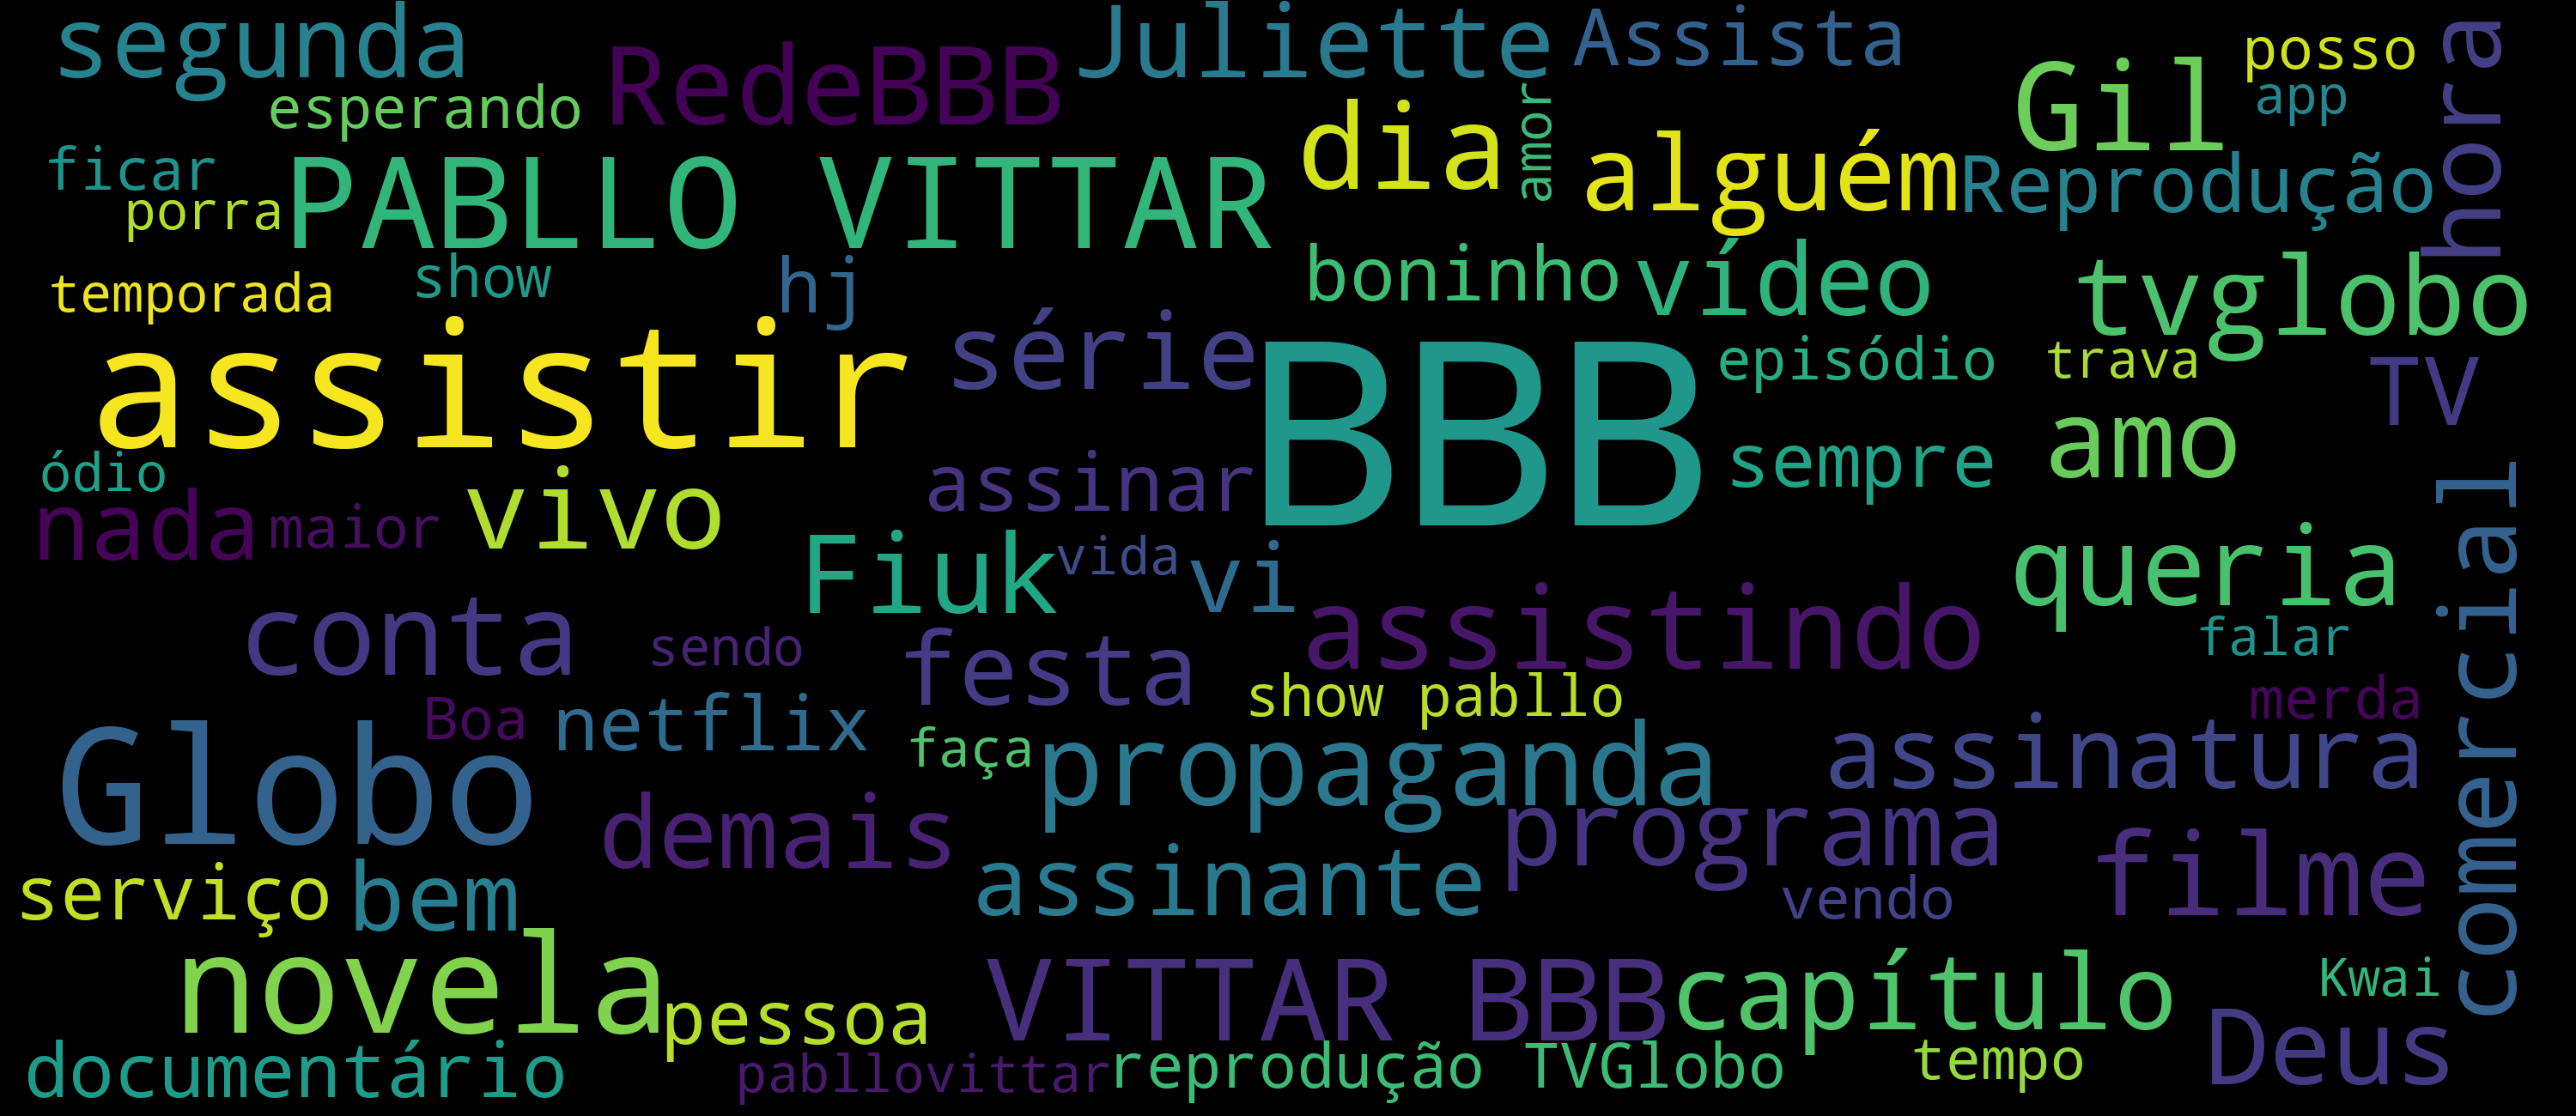 segunda
Juliette
Assista
posso
hora
esperando
RedeBBB
dia
amor
Gil
app
ficar
porra
PABLLO VITTAR
alguém
Reprodução
temporada
show
hj
boninho
vídeo
tvglobo
assistir
série
BBB
episódio
trava
TV
ódio
assinar
sempre
amo
nada
maior
vivo
Fiuk
vida
vi
queria
comercial
conta
sendo
festa
assistindo
falar
Boa
netflix
show pabllo
merda
Globo
faça
propaganda
assinatura
demais
programa
serviço
bem
assinante
vendo
filme
novela
pessoa
VITTAR BBB
capítulo
Kwai
documentário
pabllovittar
reprodução TVGlobo
tempo
Deus